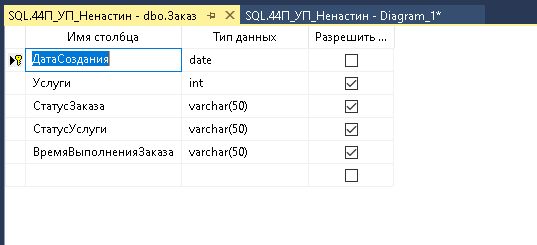 SQL.44П_УП_Ненастин - dbo.Заказ SQL.44П_УП_Ненастин - Diagram_1*
Имя столбца Тип данных Разрешить ...
ДатаСоздания date
Услуги int
СтатусЗаказа varchar(50)
СтатусУслуги varchar(50)
ВремяВыполненияЗаказа varchar(50)